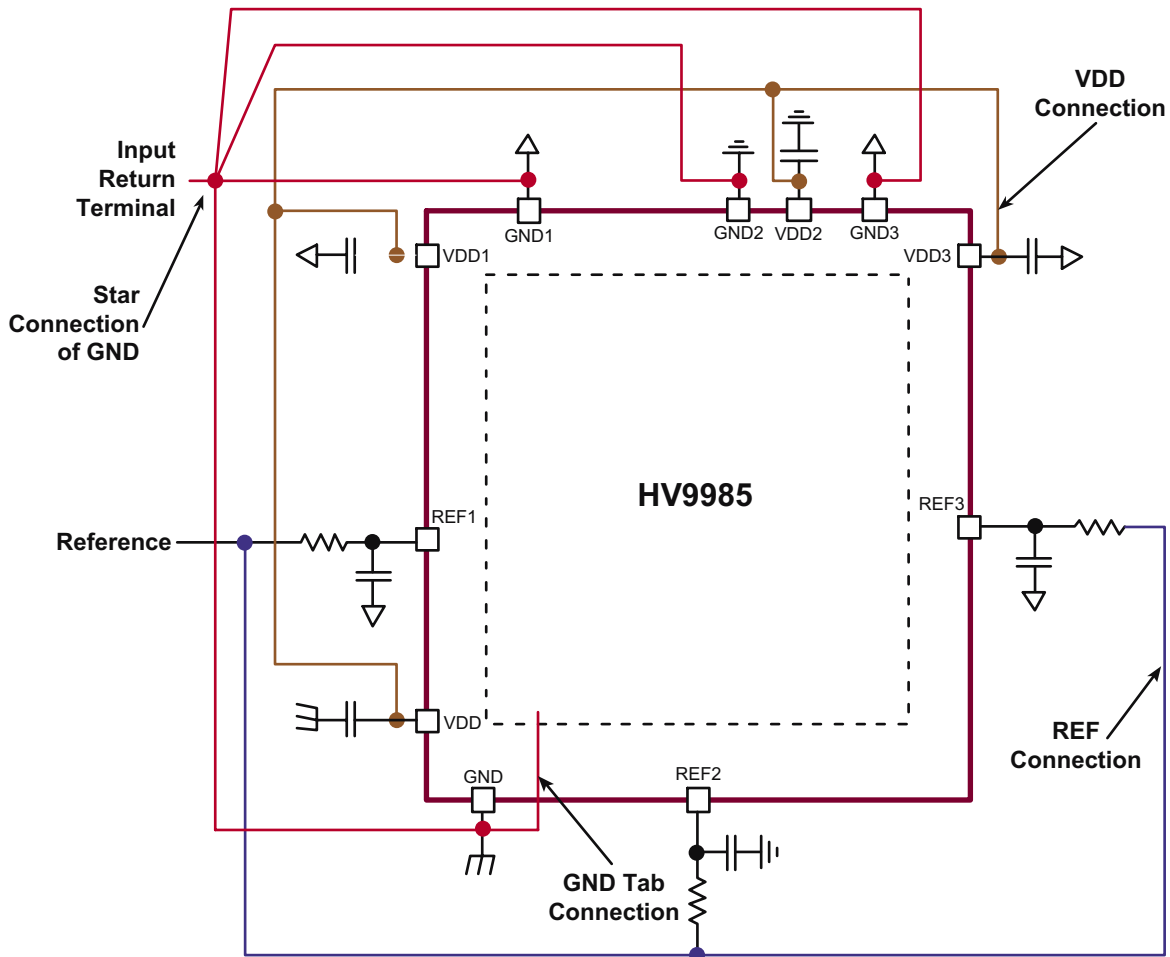 VDD
Connection
Input
Return
Terminal
GND1
GND2
VDD2
GND3
VDD1
VDD3
Star
Connection
of GND
HV9985
REF1
REF3
Reference
VDD
REF
Connection
GND
REF2
GND Tab
Connection